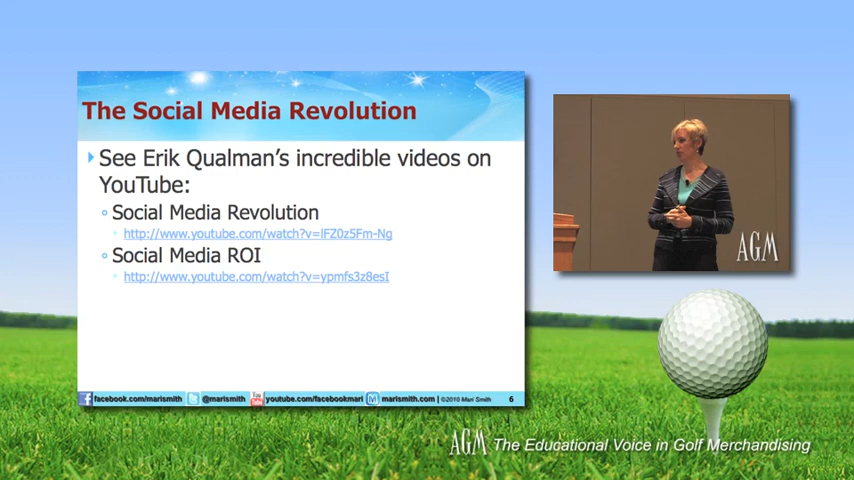 The Social Media Revolution
See Erik Qualman's incredible videos on
YouTube:
Social Media Revolution
http://www.youtube.com/watch?v=lFZ0z5Fm-Ng
Social Media ROI
http://www.youtube.com/watch?v=ypmfs3z8esI
facebook.com/marismith @marismith You Tube youtube.com/facebookmari marismith.com | ©2010 Mari Smith 6
AGM
AGM The Educational Voice in Golf Merchandising